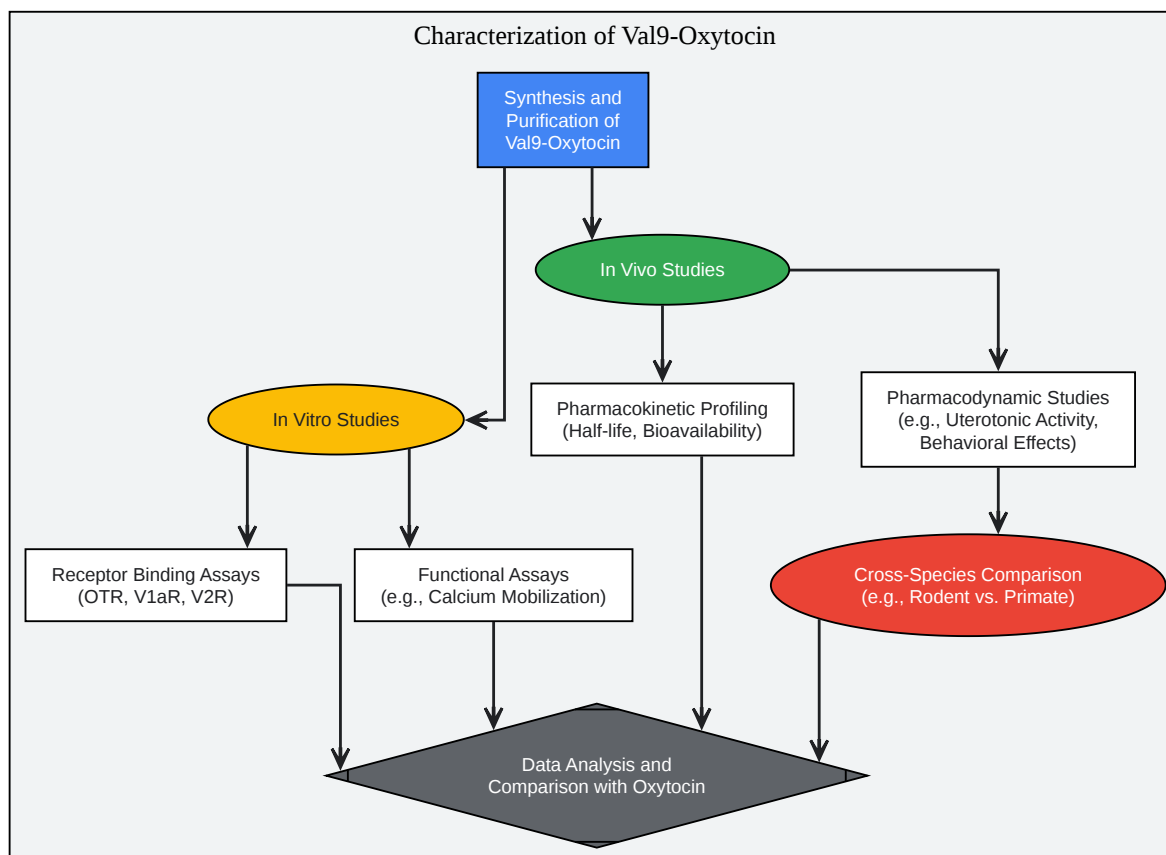 Characterization of Val9-Oxytocin
Synthesis and
Purification of
Val9-Oxytocin
In Vivo Studies
In Vitro Studies
Pharmacokinetic Profiling
(Half-life, Bioavailability)
Pharmacodynamic Studies
(e.g., Uterotonic Activity,
Behavioral Effects)
Receptor Binding Assays
(OTR, V1aR, V2R)
Functional Assays
(e.g., Calcium Mobilization)
Cross-Species Comparison
(e.g., Rodent vs. Primate)
Data Analysis and
Comparison with Oxytocin